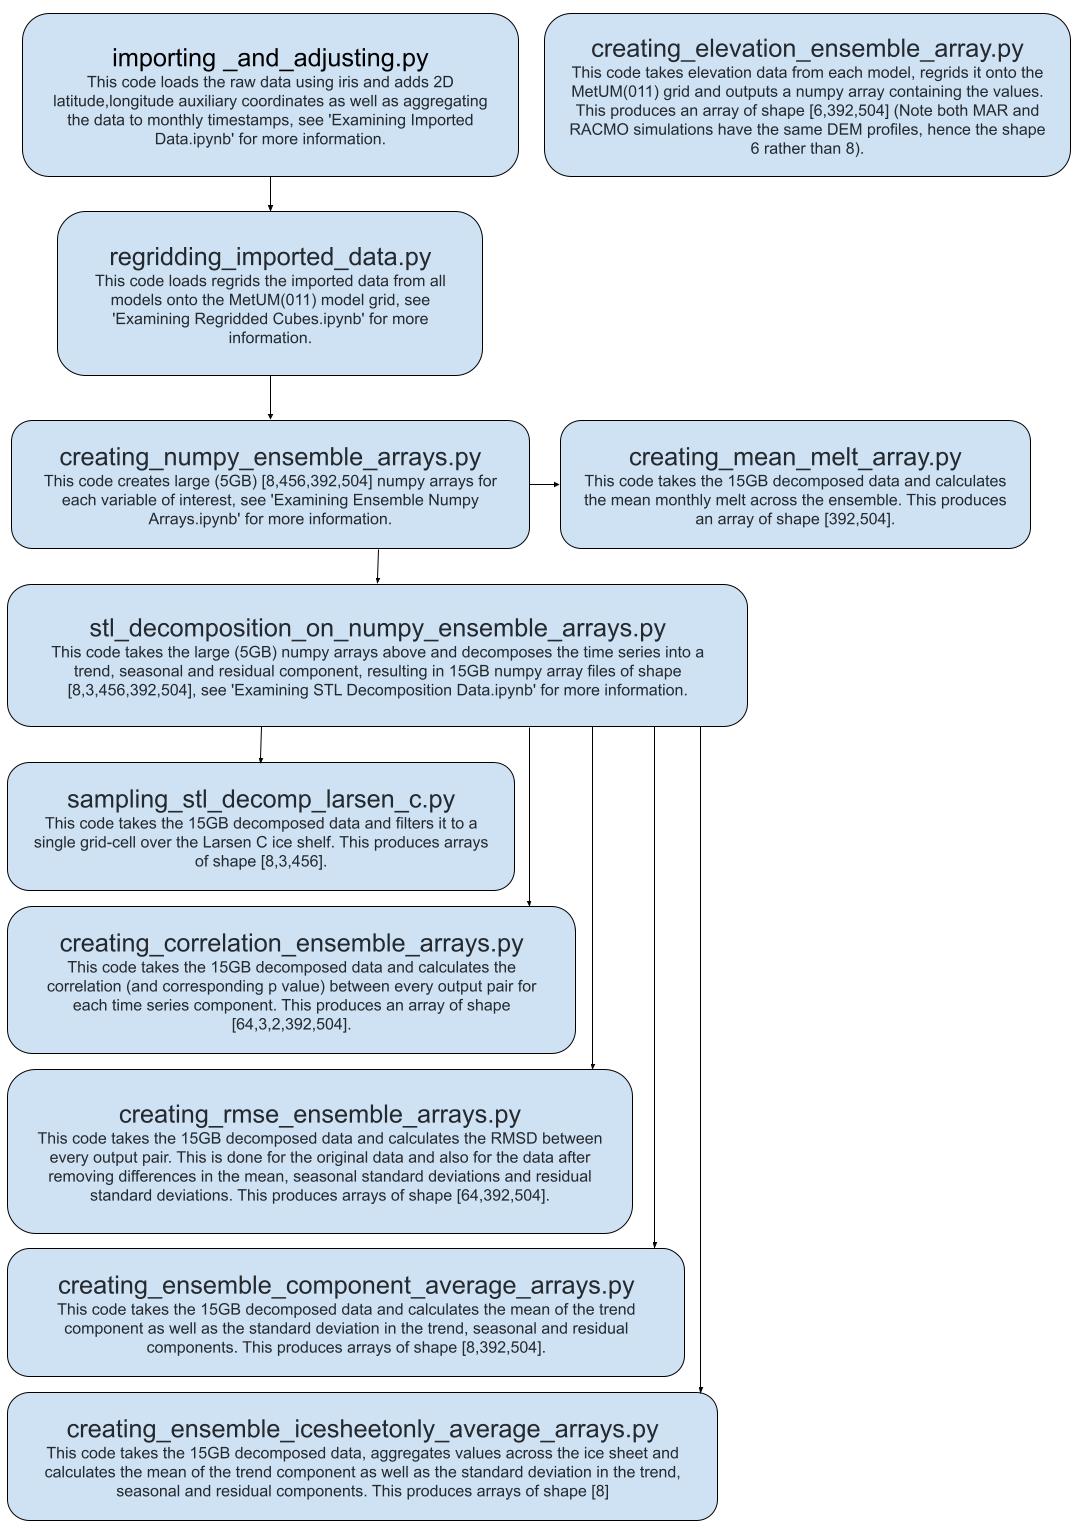 importing _and_adjusting.py
This code loads the raw data using iris and adds 2D
latitude,longitude auxiliary coordinates as well as aggregating
the data to monthly timestamps, see 'Examining Imported
Data.ipynb' for more information.
creating_elevation_ensemble_array.py
This code takes elevation data from each model, regrids it onto the
MetUM(011) grid and outputs a numpy array containing the values.
This produces an array of shape [6,392,504] (Note both MAR and
RACMO simulations have the same DEM profiles, hence the shape
6 rather than 8).
regridding_imported_data.py
This code loads regrids the imported data from all
models onto the MetUM(011) model grid, see
'Examining Regridded Cubes.ipynb' for more
information.
creating_numpy_ensemble_arrays.py
This code creates large (5GB) [8,456,392,504] numpy arrays for
each variable of interest, see 'Examining Ensemble Numpy
Arrays.ipynb' for more information.
creating_mean_melt_array.py
This code takes the 15GB decomposed data and calculates
the mean monthly melt across the ensemble. This produces
an array of shape [392,504].
stl_decomposition_on_numpy_ensemble_arrays.py
This code takes the large (5GB) numpy arrays above and decomposes the time series into a
trend, seasonal and residual component, resulting in 15GB numpy array files of shape
[8,3,456,392,504], see 'Examining STL Decomposition Data.ipynb' for more information.
sampling_stl_decomp_larsen_c.py
This code takes the 15GB decomposed data and filters it to a
single grid-cell over the Larsen C ice shelf. This produces arrays
of shape [8,3,456].
creating_correlation_ensemble_arrays.py
This code takes the 15GB decomposed data and calculates the
correlation (and corresponding p value) between every output pair for
each time series component. This produces an array of shape
[64,3,2,392,504].
creating_rmse_ensemble_arrays.py
This code takes the 15GB decomposed data and calculates the RMSD between
every output pair. This is done for the original data and also for the data after
removing differences in the mean, seasonal standard deviations and residual
standard deviations. This produces arrays of shape [64,392,504].
creating_ensemble_component_average_arrays.py
This code takes the 15GB decomposed data and calculates the mean of the trend
component as well as the standard deviation in the trend, seasonal and residual
components. This produces arrays of shape [8,392,504].
creating_ensemble_icesheetonly_average_arrays.py
This code takes the 15GB decomposed data, aggregates values across the ice sheet and
calculates the mean of the trend component as well as the standard deviation in the trend,
seasonal and residual components. This produces arrays of shape [8]